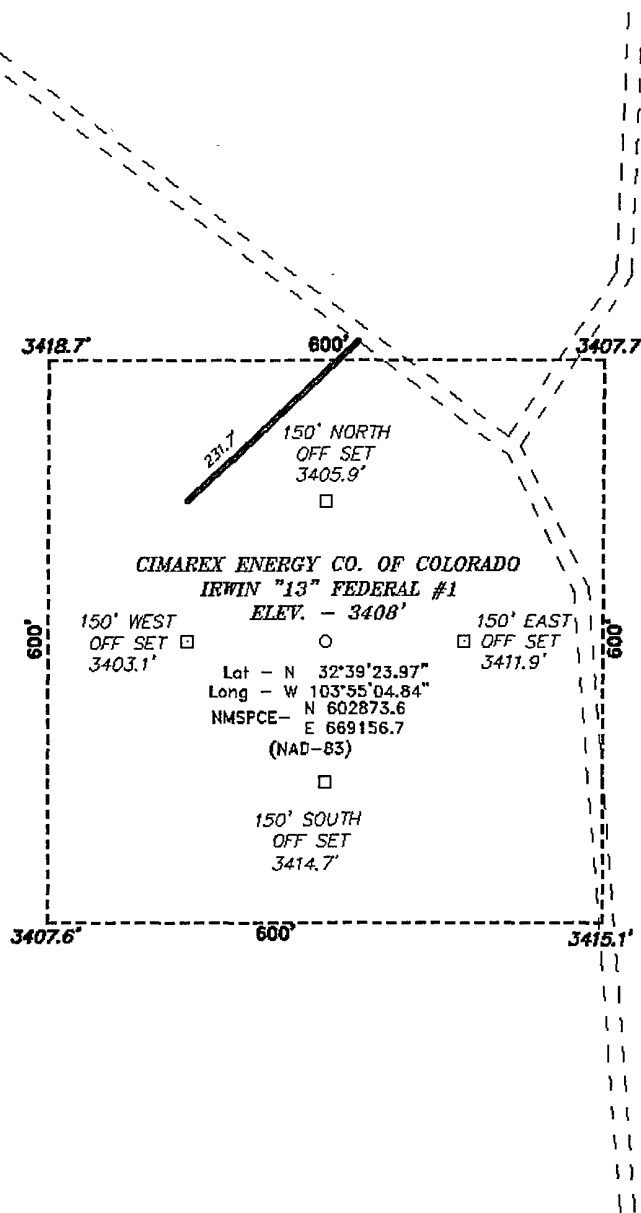 3418.7'
600'
3407.7
231.7'
150' NORTH
OFF SET
3405.9'
CIMAREX ENERGY CO. OF COLORADO
IRWIN "13" FEDERAL #1
ELEV. - 3408'
150' WEST
OFF SET
3403.1'
600'
150' EAST
OFF SET
3411.9'
600'
Lat - N 32°39'23.97"
Long - W 103°55'04.84"
NMSPCE- N 602873.6
E 669156.7
(NAD-83)
150' SOUTH
OFF SET
3414.7'
3407.6'
600'
3415.1'